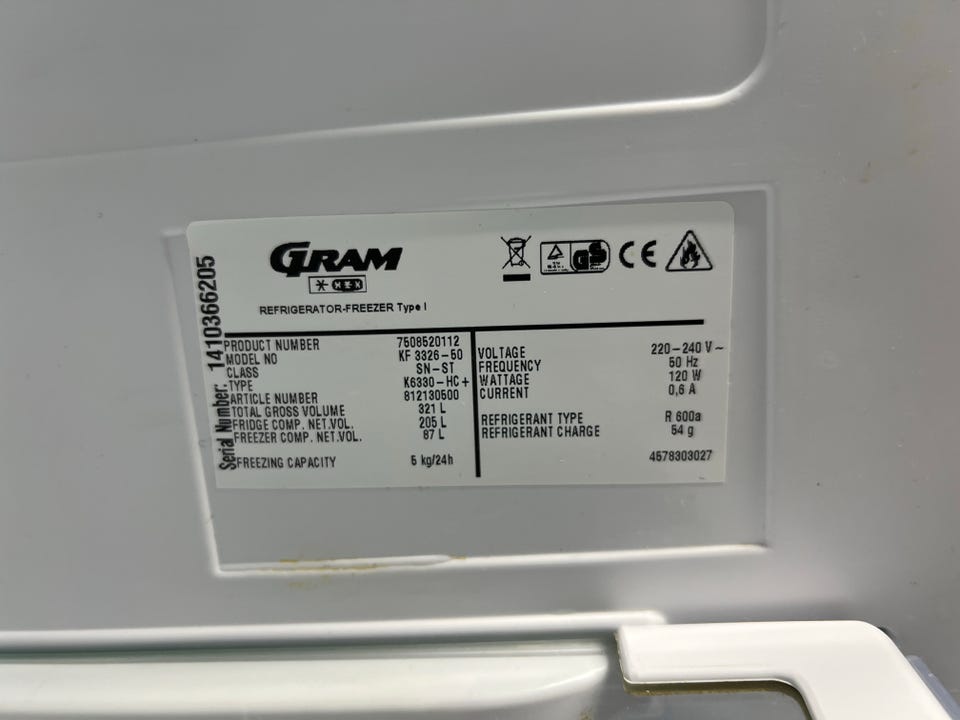 GRAM
REFRIGERATOR-FREEZER Type I
GS
CE
Serial Number: 1410366205
PRODUCT NUMBER 7508520112
MODEL NO KF 3326-50
CLASS SN-ST
TYPE K6330-HC+
ARTICLE NUMBER 812130500
TOTAL GROSS VOLUME 321 L
FRIDGE COMP. NET.VOL. 205 L
FREEZER COMP. NET.VOL. 87 L
FREEZING CAPACITY 5 kg/24h
VOLTAGE 220-240 V~
FREQUENCY 50 Hz
WATTAGE 120 W
CURRENT 0,6 A
REFRIGERANT TYPE R 600a
REFRIGERANT CHARGE 54 g
4578303027